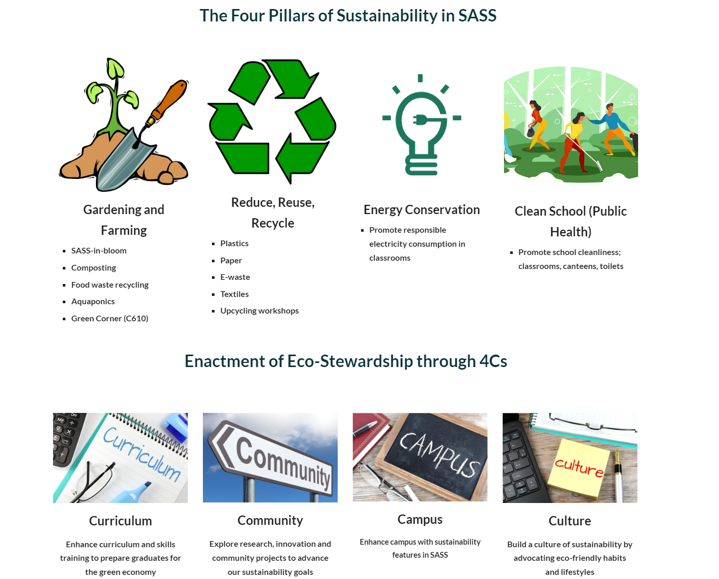 The Four Pillars of Sustainability in SASS
Gardening and
Farming
SASS-in-bloom
Composting
Food waste recycling
Aquaponics
Green Corner (C610)
Reduce, Reuse,
Recycle
Plastics
Paper
E-waste
Textiles
Upcycling workshops
Energy Conservation
Promote responsible
electricity consumption in
classrooms
Clean School (Public
Health)
Promote school cleanliness;
classrooms, canteens, toilets
Enactment of Eco-Stewardship through 4Cs
Curriculum
Curriculum
Enhance curriculum and skills
training to prepare graduates for
the green economy
Community
Community
Explore research, innovation and
community projects to advance
our sustainability goals
CAMPUS
Campus
Enhance campus with sustainability
features in SASS
culture
Culture
Build a culture of sustainability by
advocating eco-friendly habits
and lifestyles